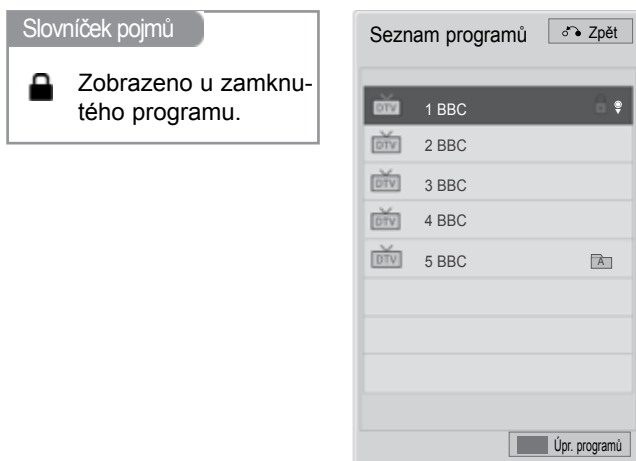 Slovníček pojmů
Zobrazeno u zamknu-
tého programu.
Seznam programů
Zpět
DTV 1 BBC
DTV 2 BBC
DTV 3 BBC
DTV 4 BBC
DTV 5 BBC A
Úpr. programů